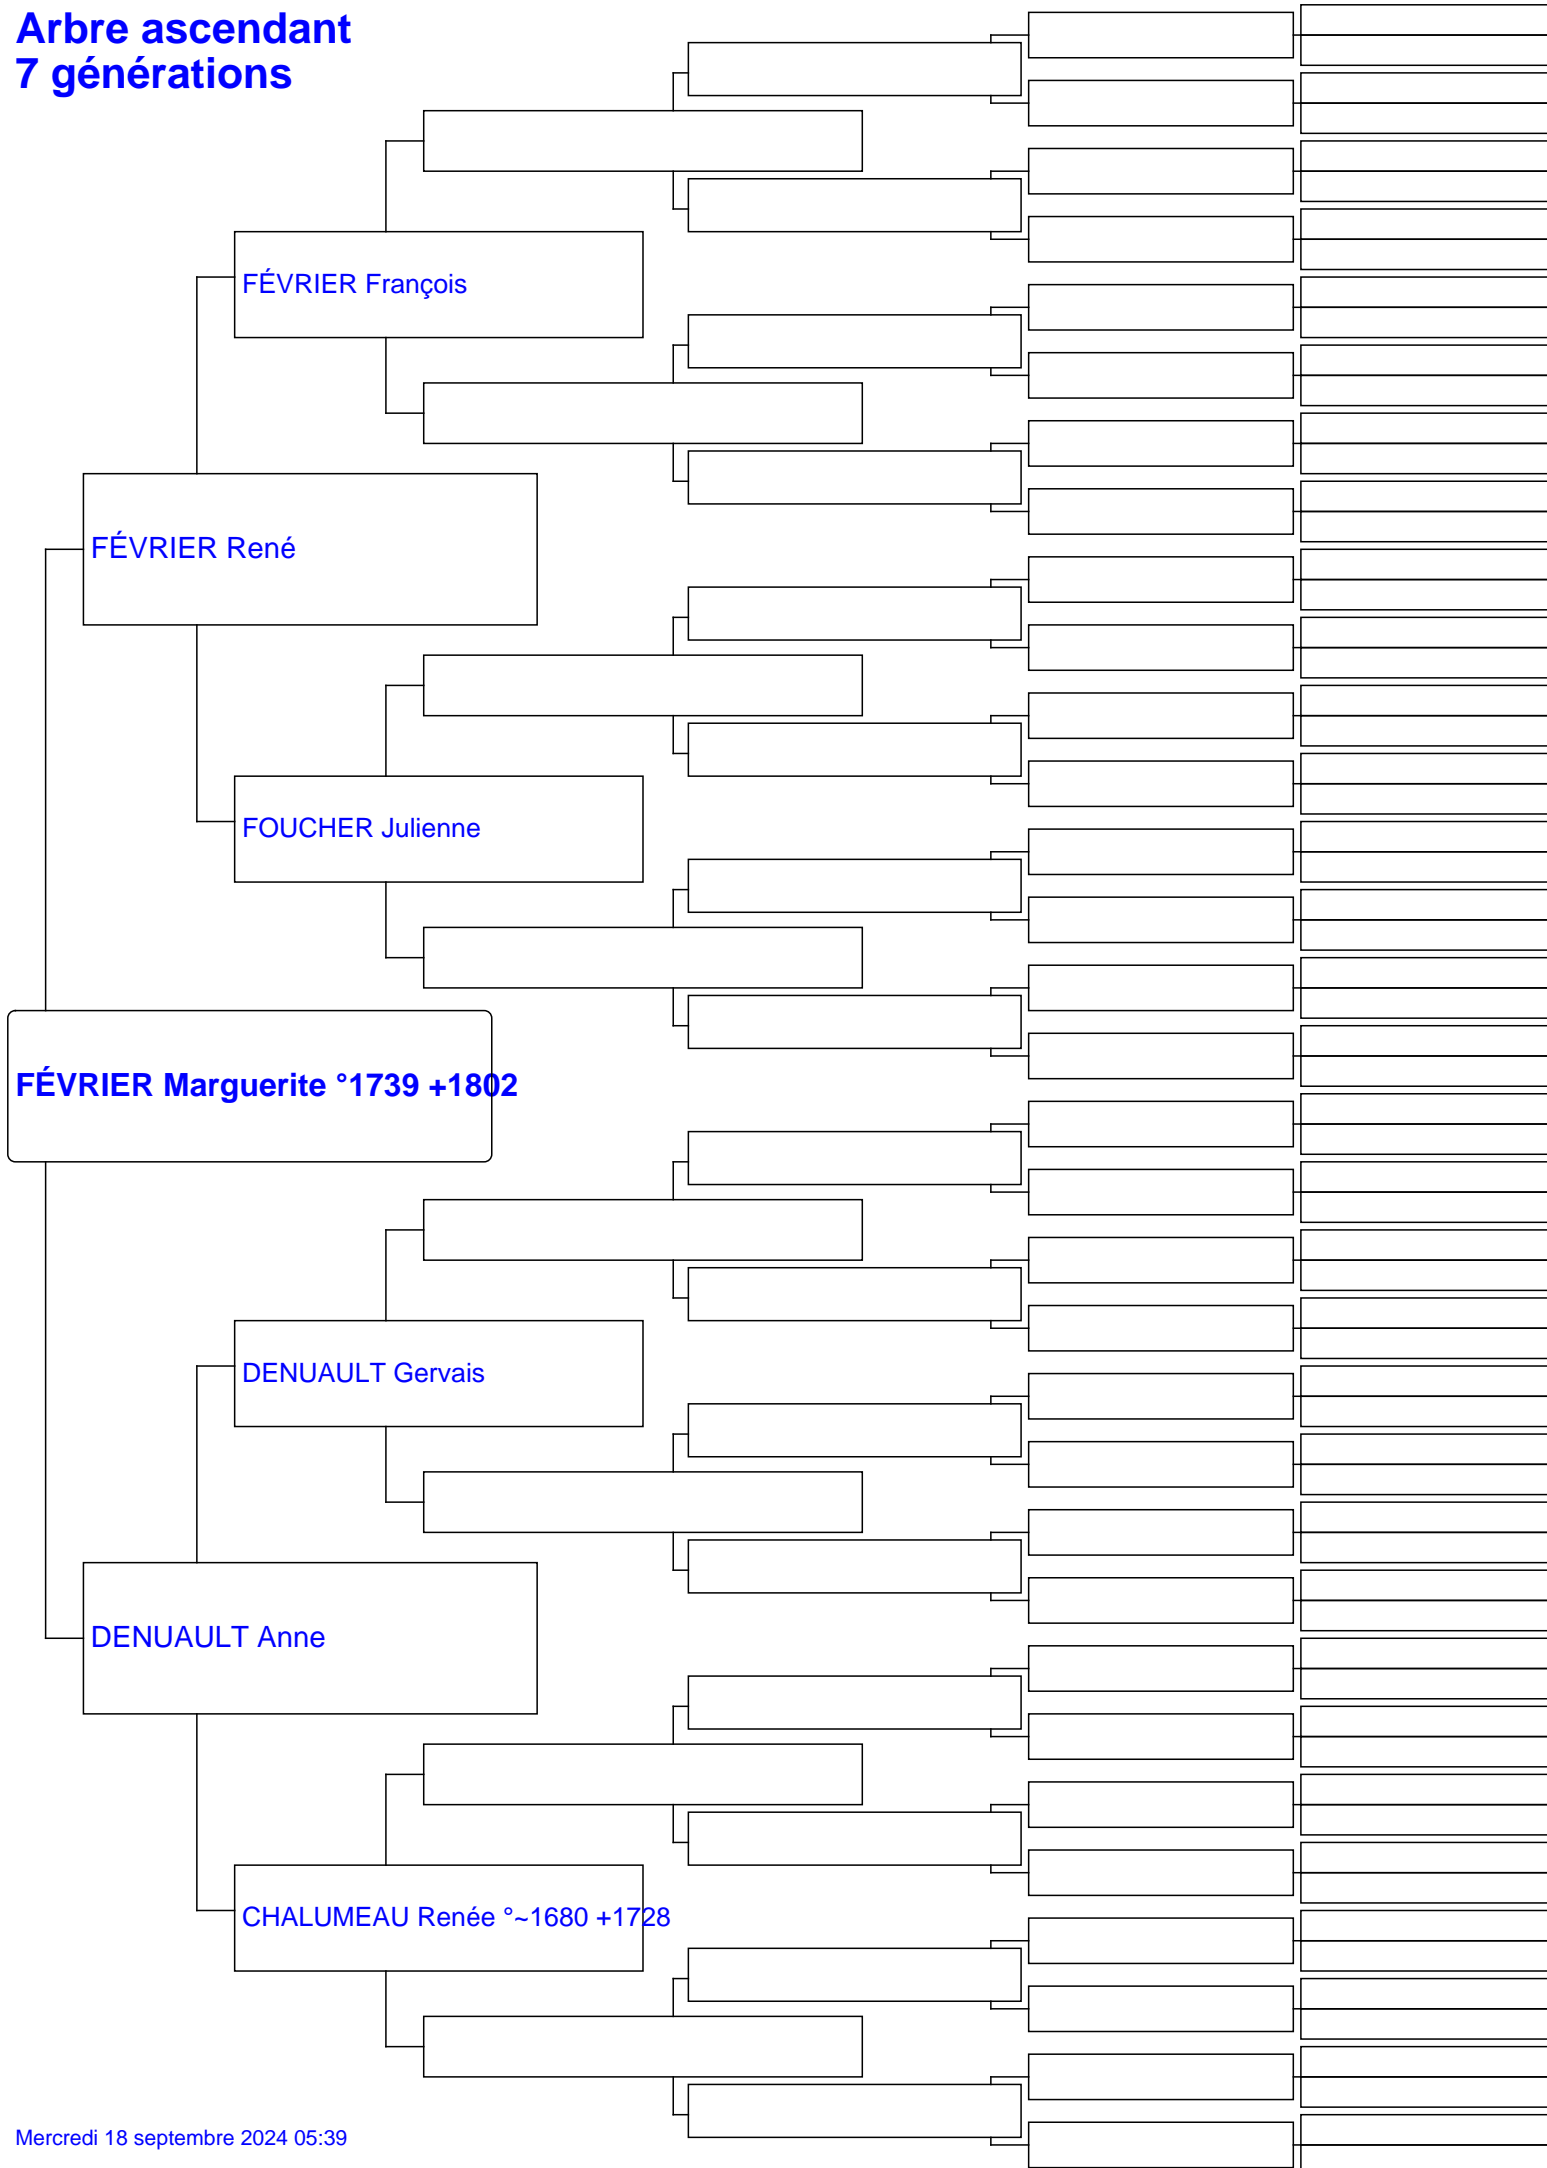 Arbre ascendant
7 générations
FÉVRIER François
FÉVRIER René
FOUCHER Julienne
FÉVRIER Marguerite °1739 +1802
DENUAULT Gervais
DENUAULT Anne
CHALUMEAU Renée °~1680 +1728
Mercredi 18 septembre 2024 05:39